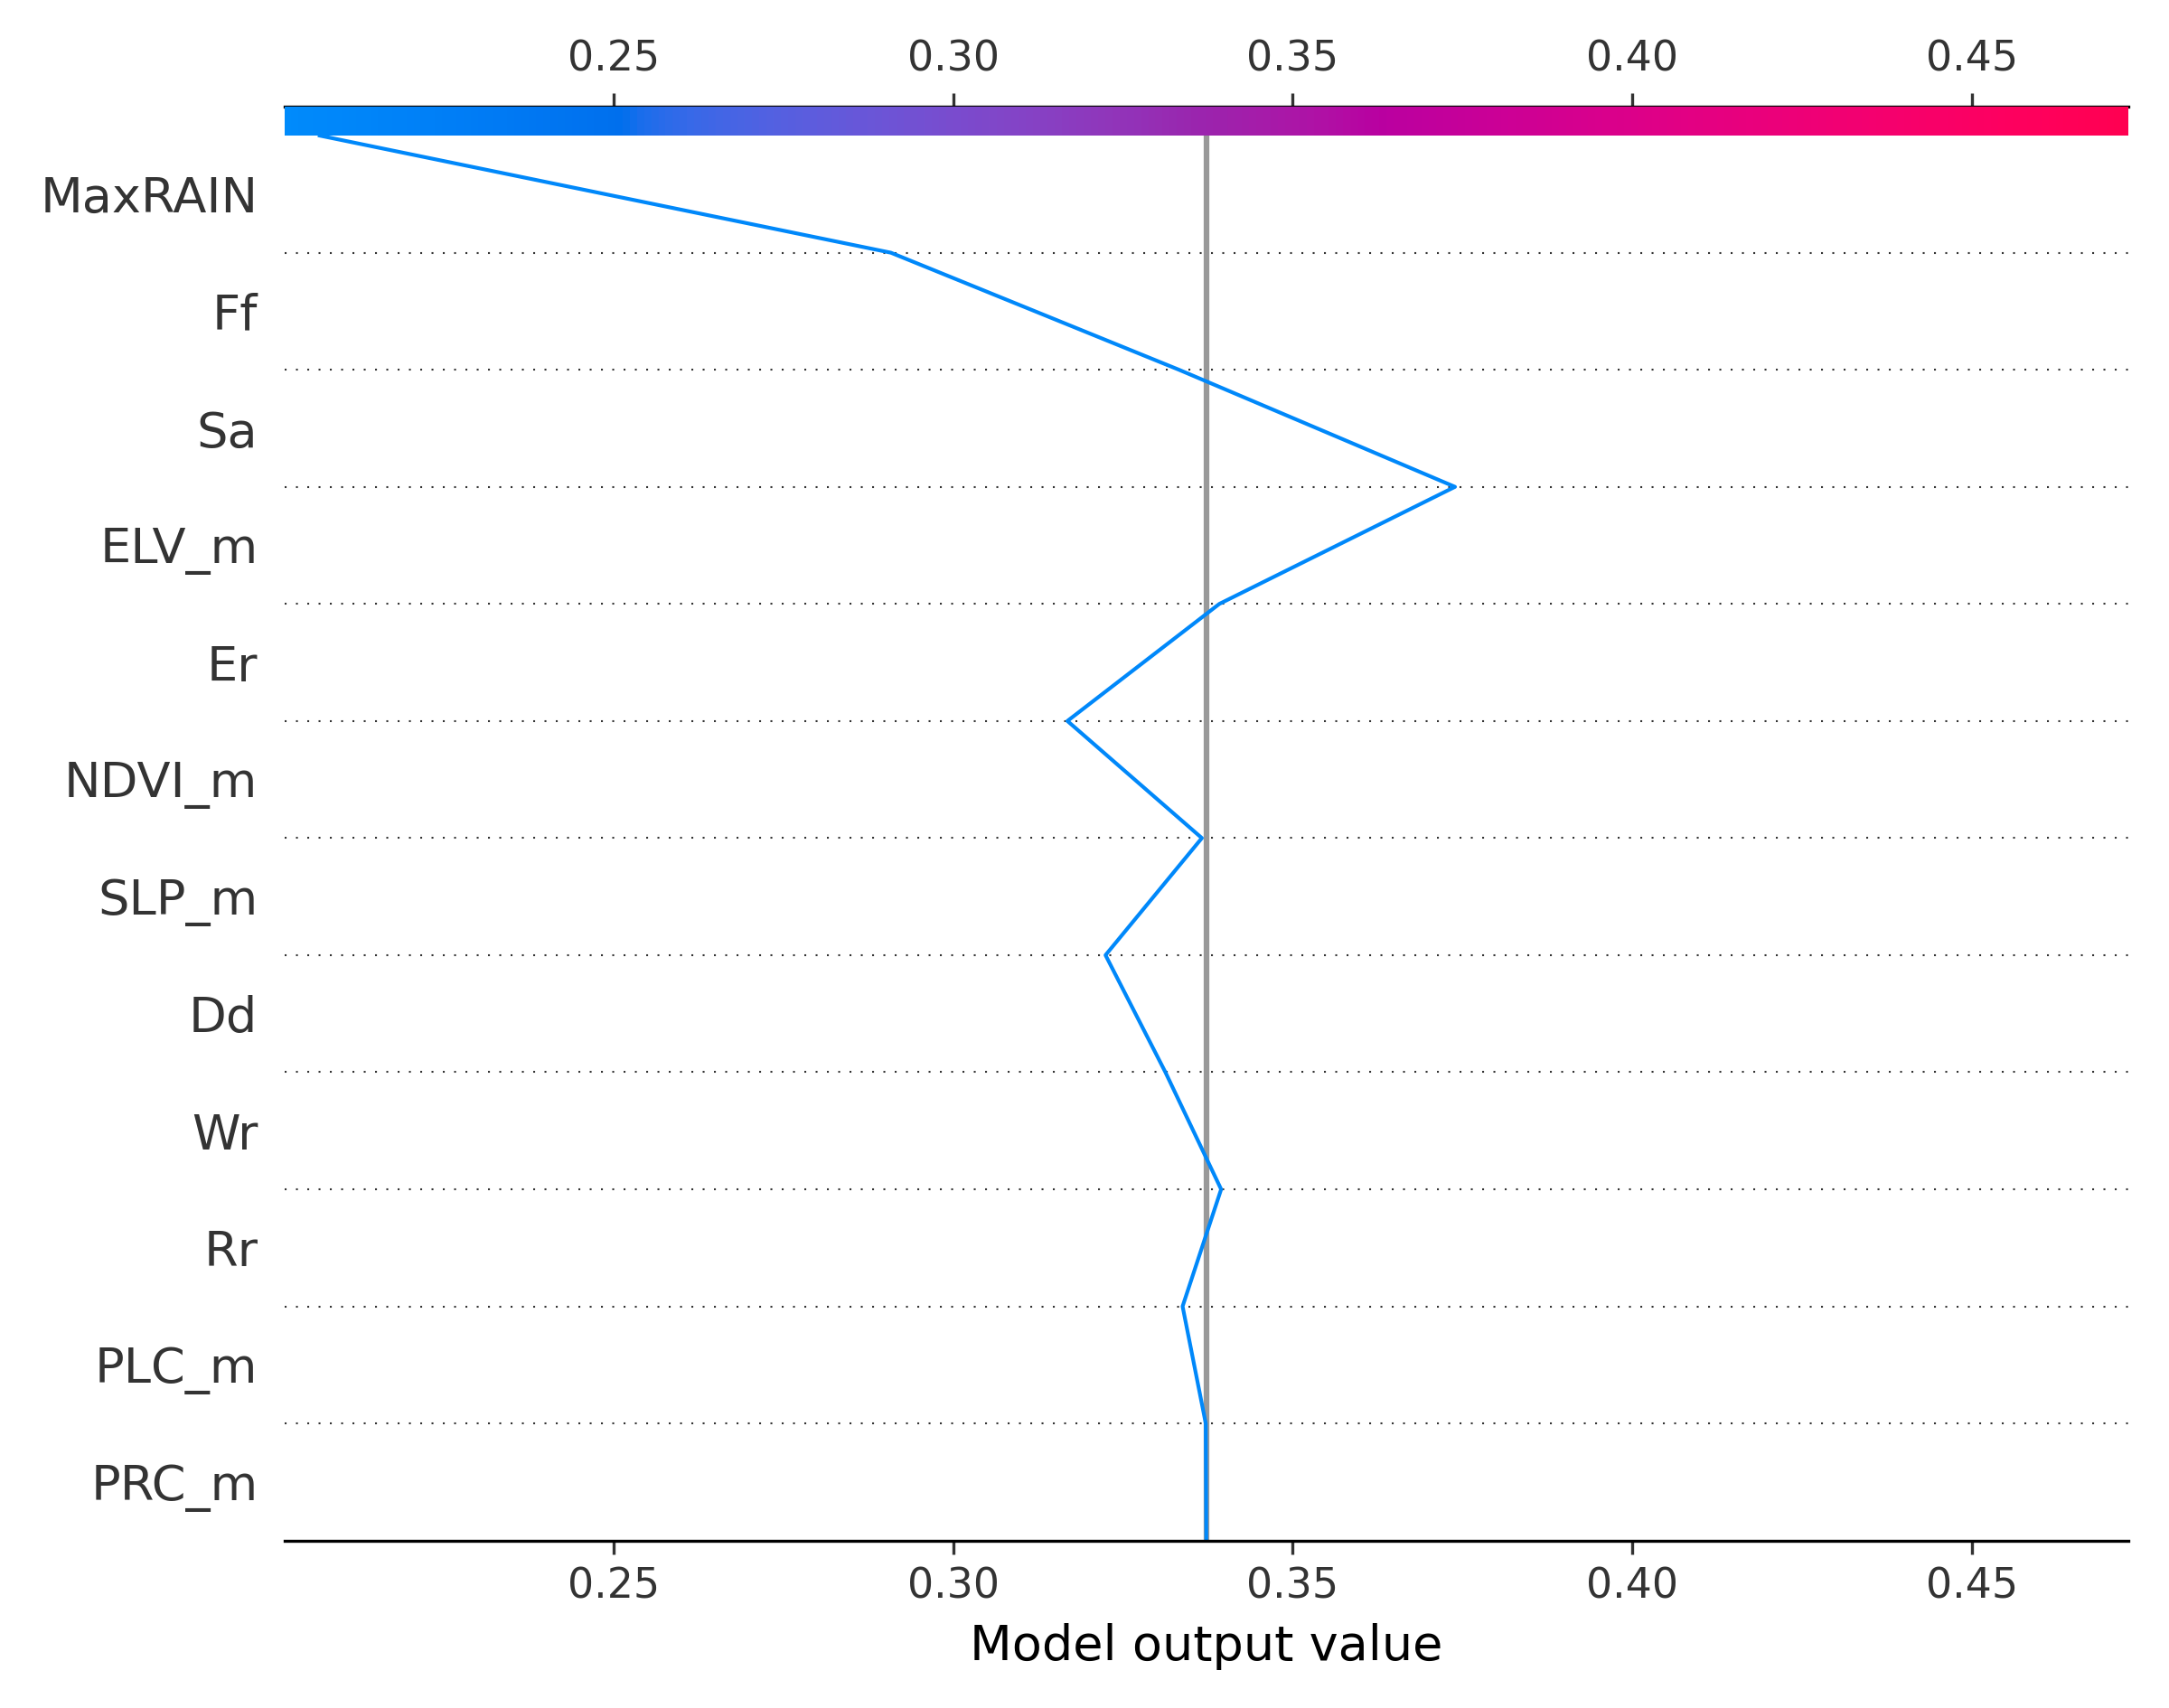 0.25 0.30 0.35 0.40 0.45
MaxRAIN
Ff
Sa
ELV_m
Er
NDVI_m
SLP_m
Dd
Wr
Rr
PLC_m
PRC_m
0.25 0.30 0.35 0.40 0.45
Model output value